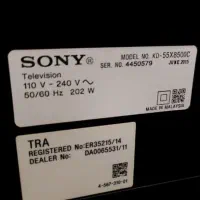 SONY
MODEL NO. KD-55X8500C
SER. NO. 4450579 JUNE 2015
Television
110 V - 240 V ~
50/60 Hz 202 W
MADE IN MALAYSIA
TRA
REGISTERED No:ER35215/14
DEALER No: DA0065531/11